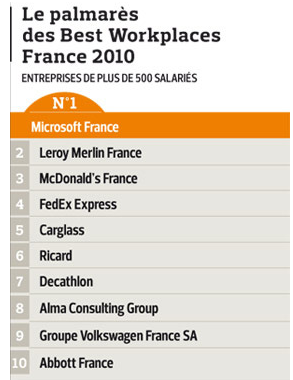 Le palmarès
des Best Workplaces
France 2010
ENTREPRISES DE PLUS DE 500 SALARIÉS
N°1
Microsoft France
2 Leroy Merlin France
3 McDonald's France
4 FedEx Express
5 Carglass
6 Ricard
7 Decathlon
8 Alma Consulting Group
9 Groupe Volkswagen France SA
10 Abbott France